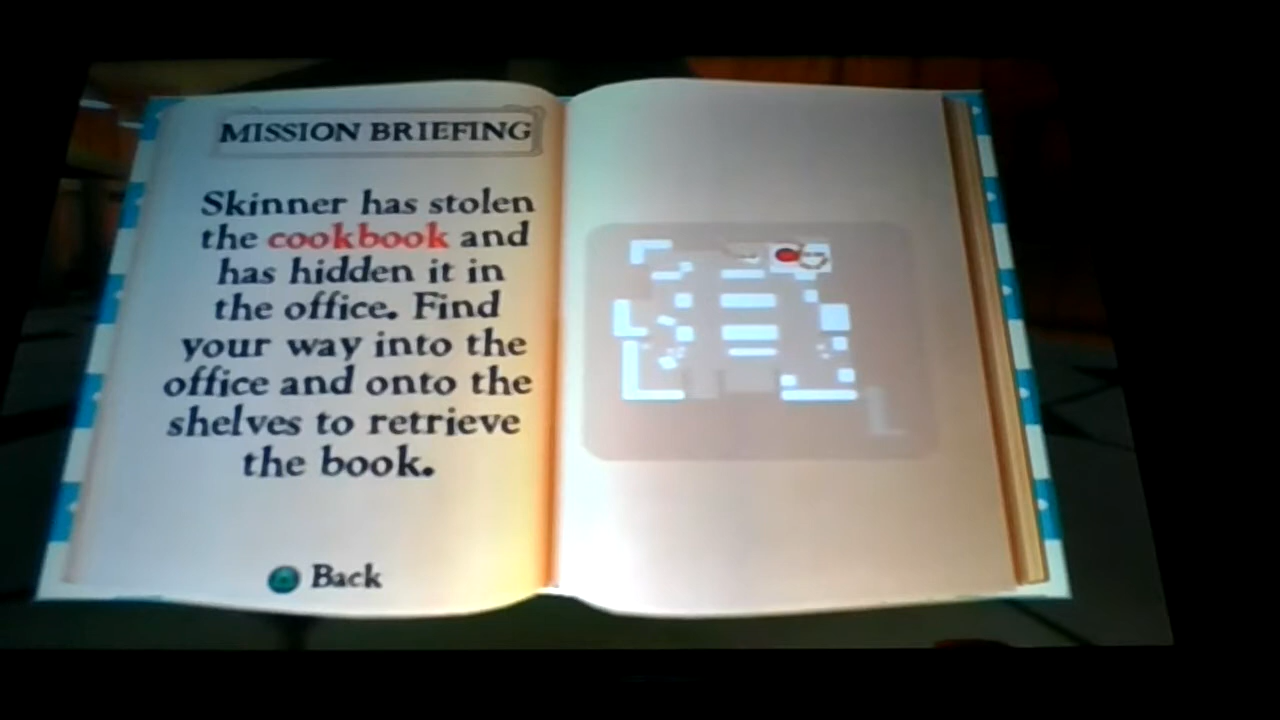 MISSION BRIEFING
Skinner has stolen
the cookbook and
has hidden it in
the office. Find
your way into the
office and onto the
shelves to retrieve
the book.
Back